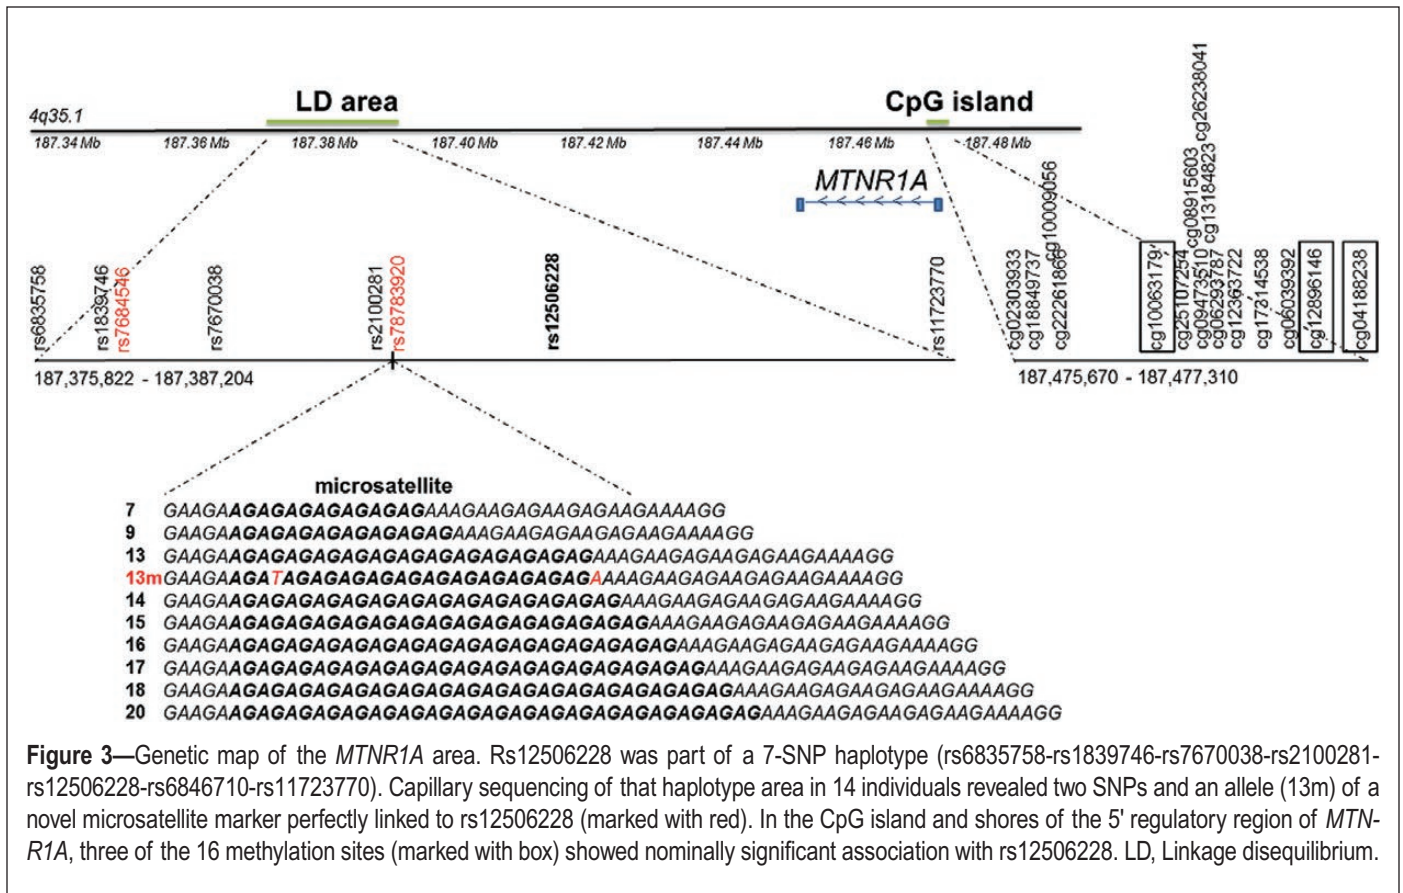 4q35.1
LD area
CpG island
187.34 Mb 187.36 Mb 187.38 Mb 187.40 Mb 187.42 Mb 187.44 Mb 187.46 Mb 187.48 Mb
MTNR1A
rs6835758
rs1839746
rs7684546
rs7670038
rs2100281
rs78783920
rs12506228
rs11723770
187,375,822 - 187,387,204
cg02303933
cg18849737
cg10009056
cg22261866
cg10063179
cg25107254
cg08915603
cg09473510
cg26238041
cg13184823
cg06293787
cg12363722
cg17214538
cg06039392
cg12896146
cg04188238
187,475,670 - 187,477,310
microsatellite
7 GAAGAAGAGAGAGAGAGAGAAAGAAGAGAAGAGAAGAAAAGG
9 GAAGAAGAGAGAGAGAGAGAGAAAGAAGAGAAGAGAAGAAAAGG
13 GAAGAAGAGAGAGAGAGAGAGAGAGAGAGAGAAAGAAGAGAAGAGAAGAAAAGG
13m GAAGAAGATAGAGAGAGAGAGAGAGAGAGAGAAAAGAAGAGAAGAGAAGAAAAGG
14 GAAGAAGAGAGAGAGAGAGAGAGAGAGAGAGAGAAAGAAGAGAAGAGAAGAAAAGG
15 GAAGAAGAGAGAGAGAGAGAGAGAGAGAGAGAGAGAAAGAAGAGAAGAGAAGAAAAGG
16 GAAGAAGAGAGAGAGAGAGAGAGAGAGAGAGAGAGAGAAAGAAGAGAAGAGAAGAAAAGG
17 GAAGAAGAGAGAGAGAGAGAGAGAGAGAGAGAGAGAGAGAAAGAAGAGAAGAGAAGAAAAGG
18 GAAGAAGAGAGAGAGAGAGAGAGAGAGAGAGAGAGAGAGAGAAAGAAGAGAAGAGAAGAAAAGG
20 GAAGAAGAGAGAGAGAGAGAGAGAGAGAGAGAGAGAGAGAGAGAAAGAAGAGAAGAGAAGAAAAGG
Figure 3—Genetic map of the MTNR1A area. Rs12506228 was part of a 7-SNP haplotype (rs6835758-rs1839746-rs7670038-rs2100281-
rs12506228-rs6846710-rs11723770). Capillary sequencing of that haplotype area in 14 individuals revealed two SNPs and an allele (13m) of a
novel microsatellite marker perfectly linked to rs12506228 (marked with red). In the CpG island and shores of the 5' regulatory region of MTN-
R1A, three of the 16 methylation sites (marked with box) showed nominally significant association with rs12506228. LD, Linkage disequilibrium.